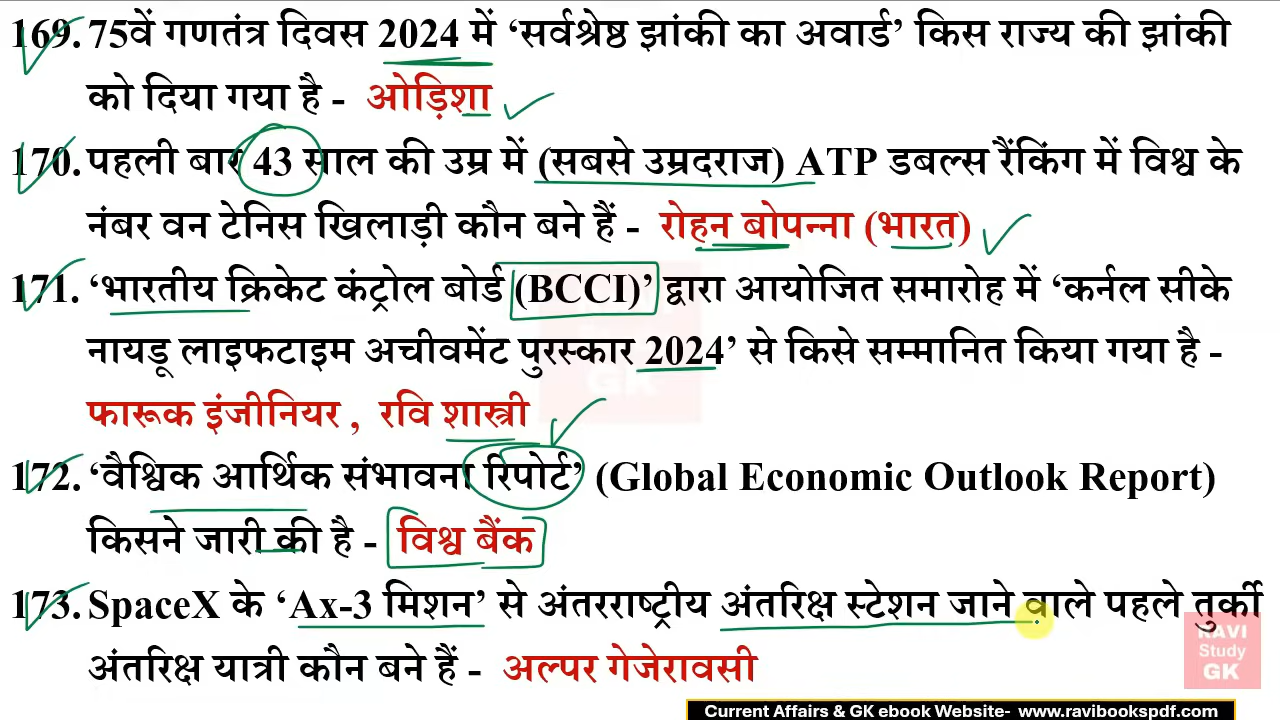 169. 75वें गणतंत्र दिवस 2024 में ‘सर्वश्रेष्ठ झांकी का अवार्ड’ किस राज्य की झांकी
को दिया गया है - ओड़िशा
170. पहली बार 43 साल की उम्र में (सबसे उम्रदराज) ATP डबल्स रैंकिंग में विश्व के
नंबर वन टेनिस खिलाड़ी कौन बने हैं - रोहन बोपन्ना (भारत)
171. ‘भारतीय क्रिकेट कंट्रोल बोर्ड (BCCI)’ द्वारा आयोजित समारोह में ‘कर्नल सीके
नायडू लाइफटाइम अचीवमेंट पुरस्कार 2024’ से किसे सम्मानित किया गया है -
फारूक इंजीनियर , रवि शास्त्री
172. ‘वैश्विक आर्थिक संभावना रिपोर्ट’ (Global Economic Outlook Report)
किसने जारी की है - विश्व बैंक
173. SpaceX के ‘Ax-3 मिशन’ से अंतरराष्ट्रीय अंतरिक्ष स्टेशन जाने वाले पहले तुर्की
अंतरिक्ष यात्री कौन बने हैं - अल्पर गेजेरावसी
RAVI
Study
GK
Current Affairs & GK ebook Website- www.ravibookspdf.com